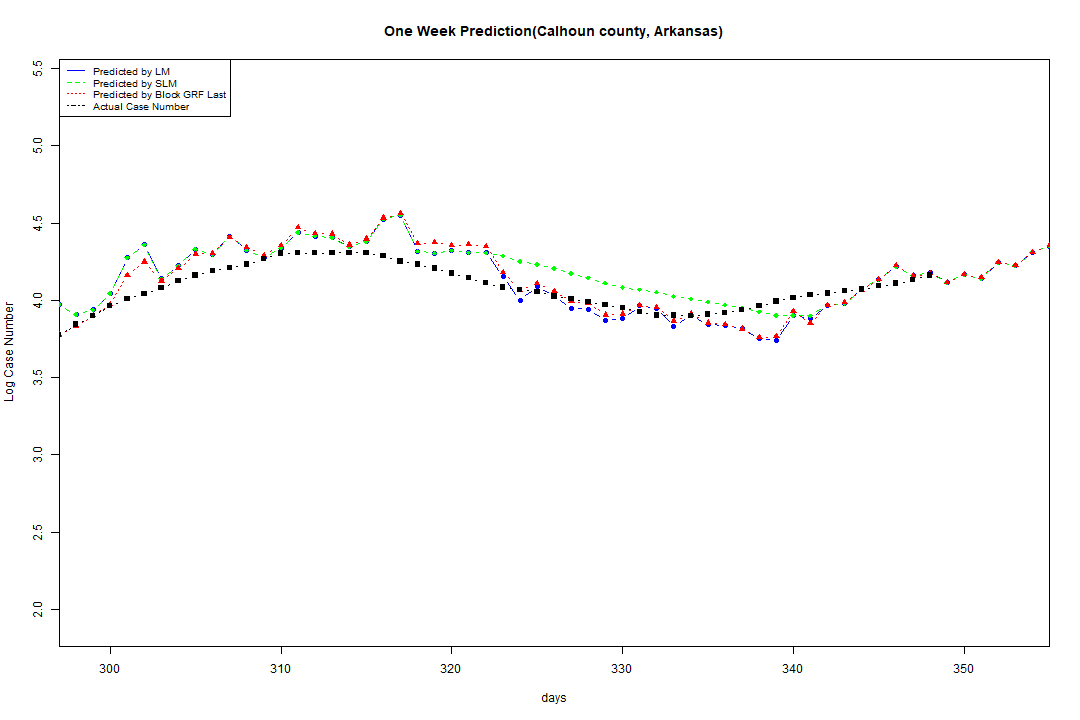 One Week Prediction(Calhoun county, Arkansas)
Predicted by LM
Predicted by SLM
Predicted by Block GRF Last
Actual Case Number
5.5
5.0
4.5
4.0
3.5
3.0
2.5
2.0
Log Case Number
300 310 320 330 340 350
days